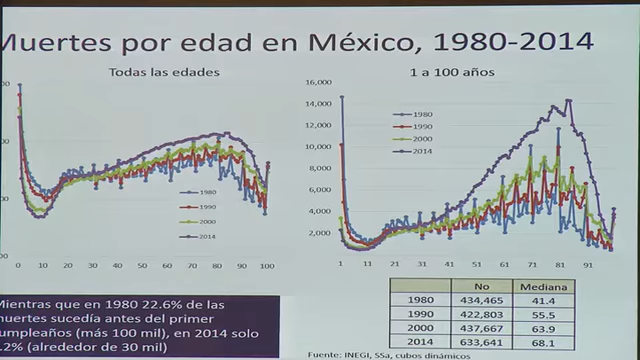 Muertes por edad en México, 1980-2014
Todas las edades
1980
1990
2000
2014
0 10 20 30 40 50 60 70 80 90 100
1 a 100 años
16,000
14,000
12,000
10,000
8,000
6,000
4,000
2,000
1980
1990
2000
2014
1 11 21 31 41 51 61 71 81 91
No Mediana
1980 434,465 41.4
1990 422,803 55.5
2000 437,667 63.9
2014 633,641 68.1
Mientras que en 1980 22.6% de las
muertes sucedía antes del primer
cumpleaños (más 100 mil), en 2014 solo
.2% (alrededor de 30 mil)
Fuente: INEGI, SSa, cubos dinámicos